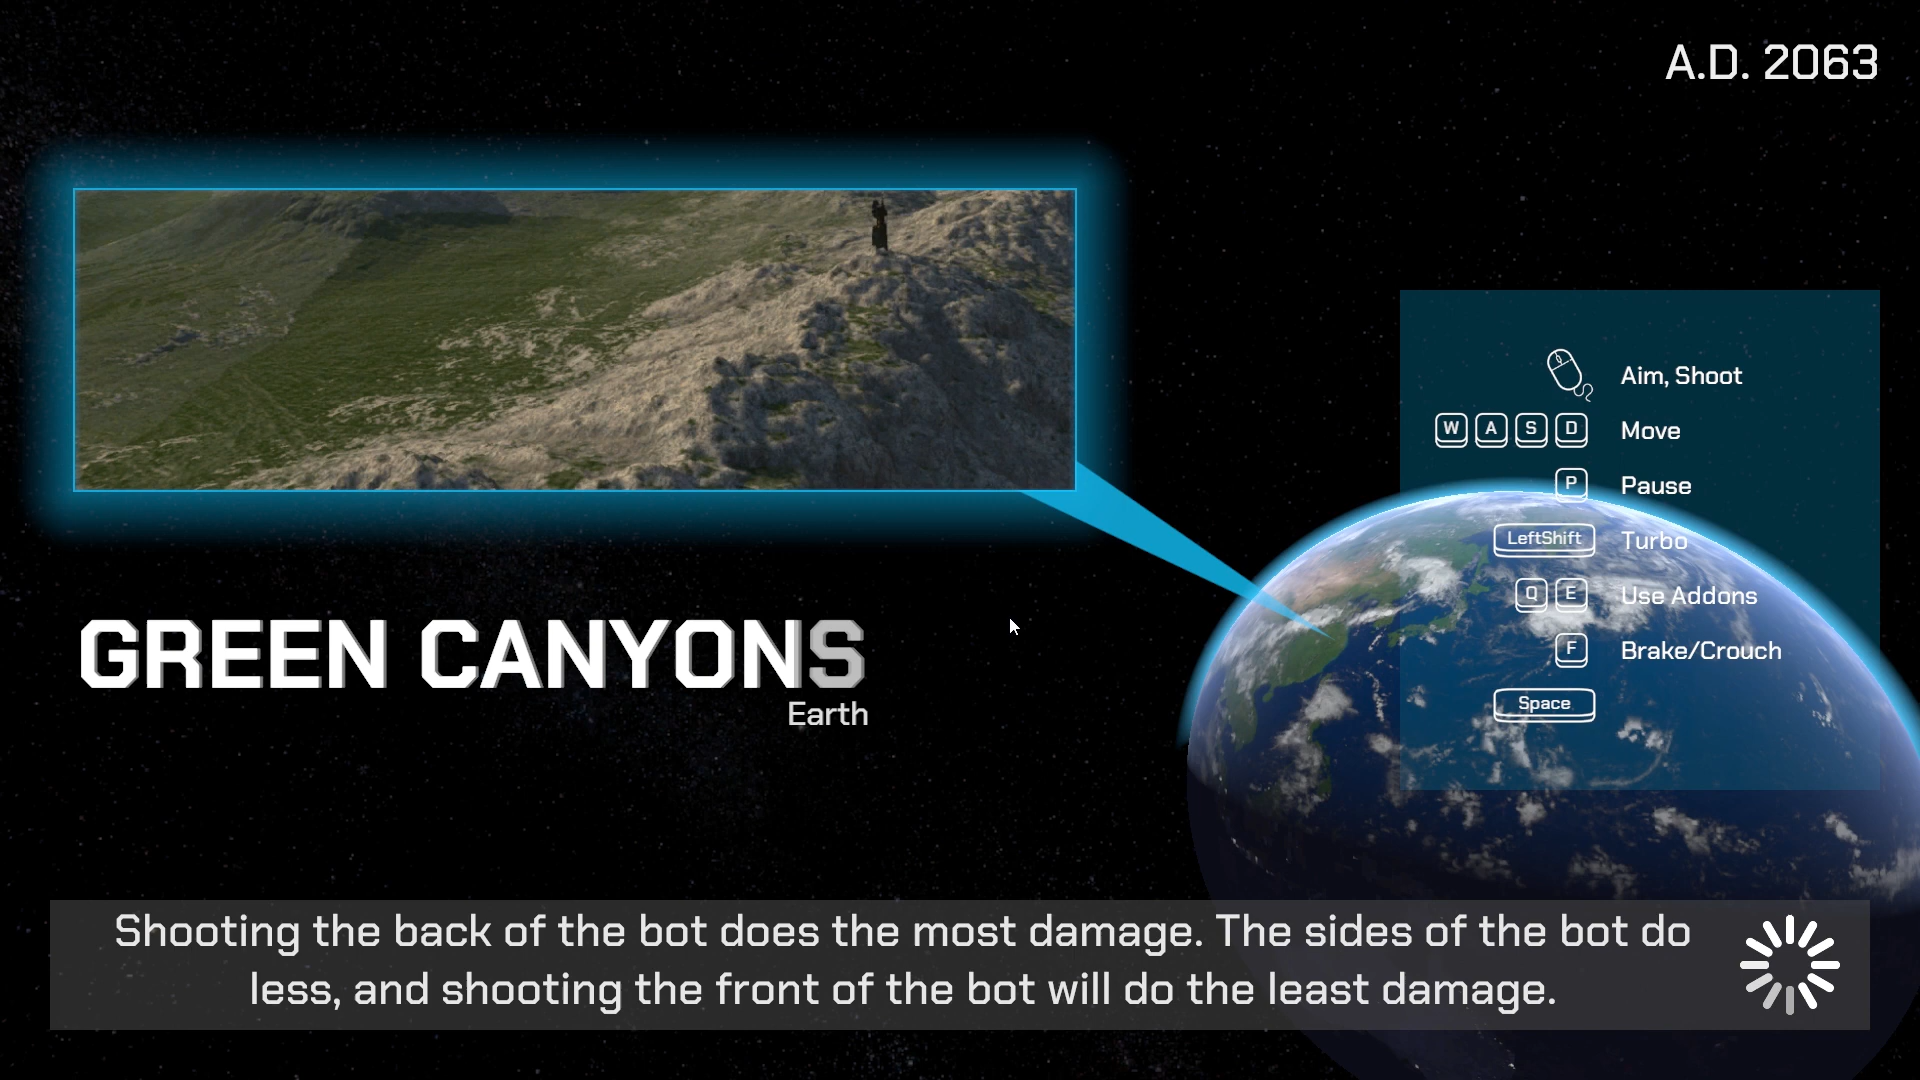 A.D. 2063
GREEN CANYONS
Earth
Aim, Shoot
W A S D Move
P Pause
LeftShift Turbo
Q E Use Addons
F Brake/Crouch
Space
Shooting the back of the bot does the most damage. The sides of the bot do
less, and shooting the front of the bot will do the least damage.